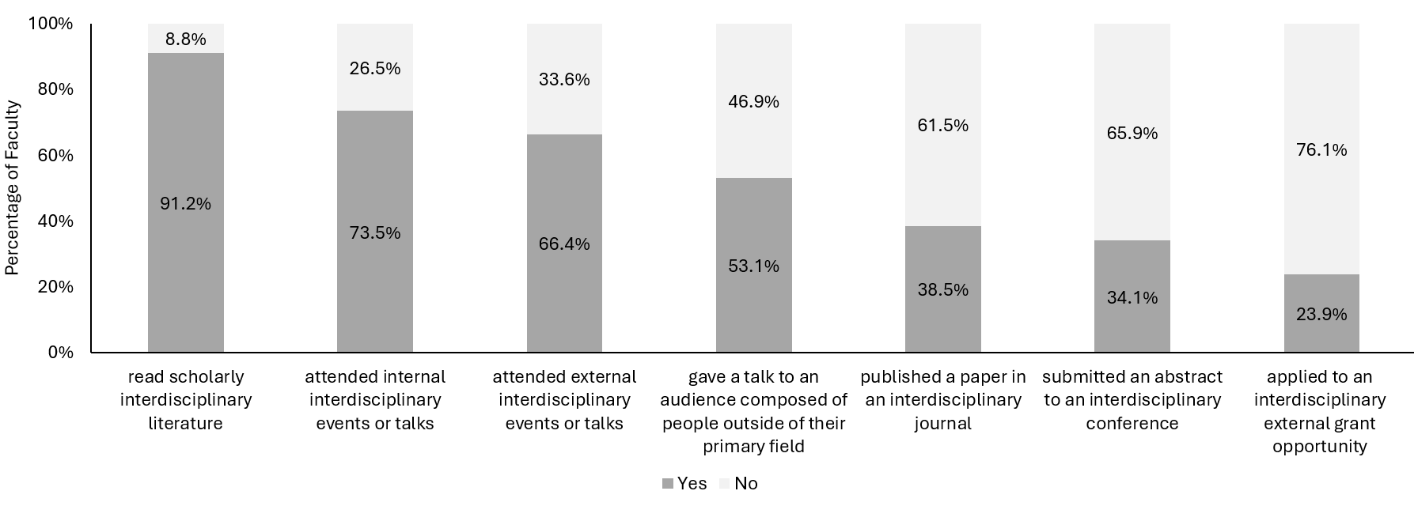 100%
80%
60%
40%
20%
0%
Percentage of Faculty
8.8%
26.5%
33.6%
46.9%
61.5%
65.9%
76.1%
91.2%
73.5%
66.4%
53.1%
38.5%
34.1%
23.9%
read scholarly
interdisciplinary
literature
attended internal
interdisciplinary
events or talks
attended external
interdisciplinary
events or talks
gave a talk to an
audience composed of
people outside of their
primary field
published a paper in
an interdisciplinary
journal
submitted an abstract
to an interdisciplinary
conference
applied to an
interdisciplinary
external grant
opportunity
Yes No